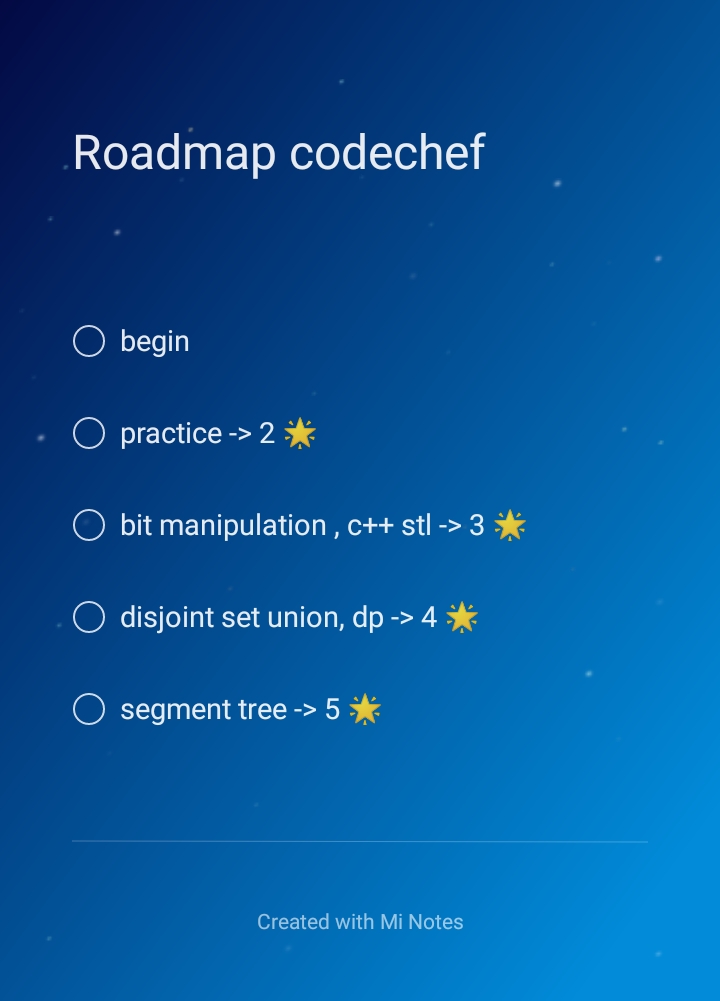 Roadmap codechef
begin
practice -> 2 🌟
bit manipulation , c++ stl -> 3 🌟
disjoint set union, dp -> 4 🌟
segment tree -> 5 🌟
Created with Mi Notes